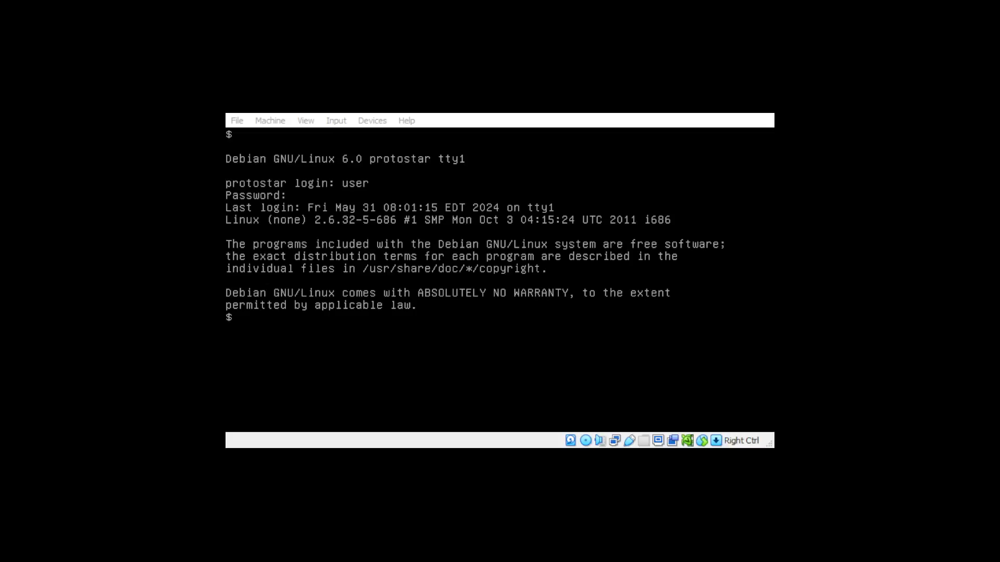 File Machine View Input Devices Help
$
Debian GNU/Linux 6.0 protostar tty1
protostar login: user
Password:
Last login: Fri May 31 08:01:15 EDT 2024 on tty1
Linux (none) 2.6.32-5-686 #1 SMP Mon Oct 3 04:15:24 UTC 2011 i686
The programs included with the Debian GNU/Linux system are free software;
the exact distribution terms for each program are described in the
individual files in /usr/share/doc/*/copyright.
Debian GNU/Linux comes with ABSOLUTELY NO WARRANTY, to the extent
permitted by applicable law.
$
Right Ctrl